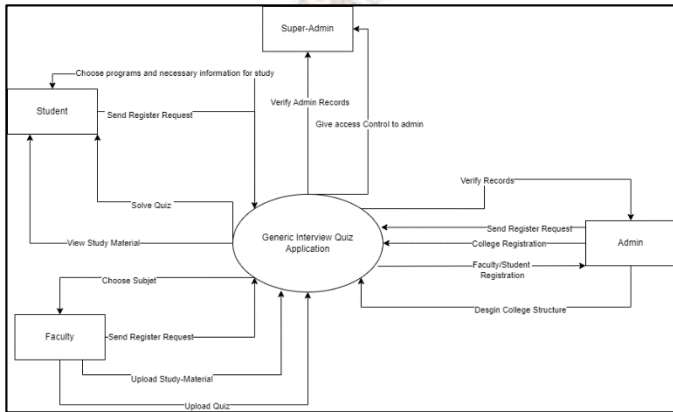 Super-Admin
Choose programs and necessary information for study
Student
Send Register Request
Verify Admin Records
Give access Control to admin
Verify Records
Solve Quiz
Send Register Request
Generic Interview Quiz
Application
College Registration
Admin
View Study Material
Faculty/Student
Registration
Choose Subjet
Desgin College Structure
Faculty
Send Register Request
Upload Study-Material
Upload Quiz